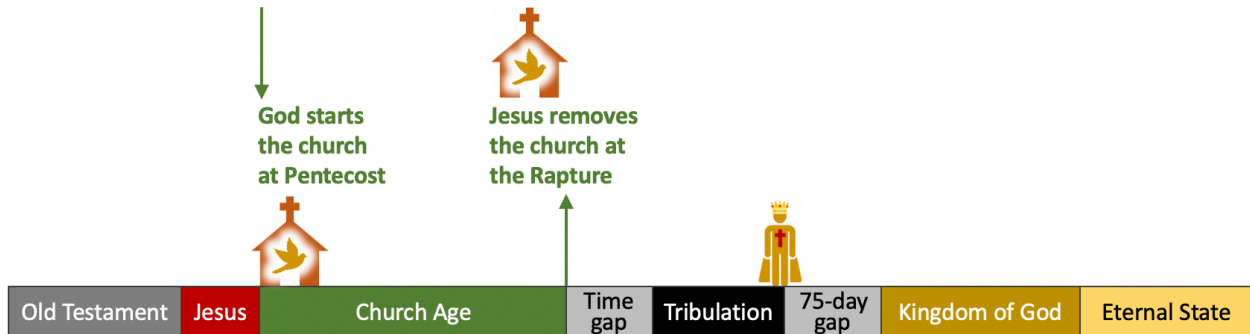 God starts
the church
at Pentecost
Jesus removes
the church at
the Rapture
Old Testament
Jesus
Church Age
Time
gap
Tribulation
75-day
gap
Kingdom of God
Eternal State